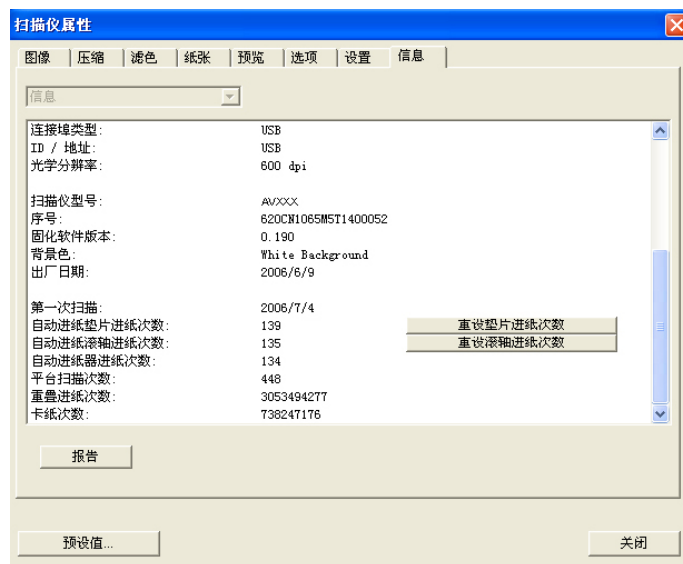 扫描仪属性
图像 压缩 滤色 纸张 预览 选项 设置 信息
信息
连接埠类型: USB
ID / 地址: USB
光学分辨率: 600 dpi
扫描仪型号: AVXXX
序号: 620CN1065M5T1400052
固化软件版本: 0.190
背景色: White Background
出厂日期: 2006/6/9
第一次扫描: 2006/7/4
自动进纸垫片进纸次数: 139 重设垫片进纸次数
自动进纸滚轴进纸次数: 135 重设滚轴进纸次数
自动进纸器进纸次数: 134
平台扫描次数: 448
重叠进纸次数: 3053494277
卡纸次数: 738247176
报告
预设值... 关闭